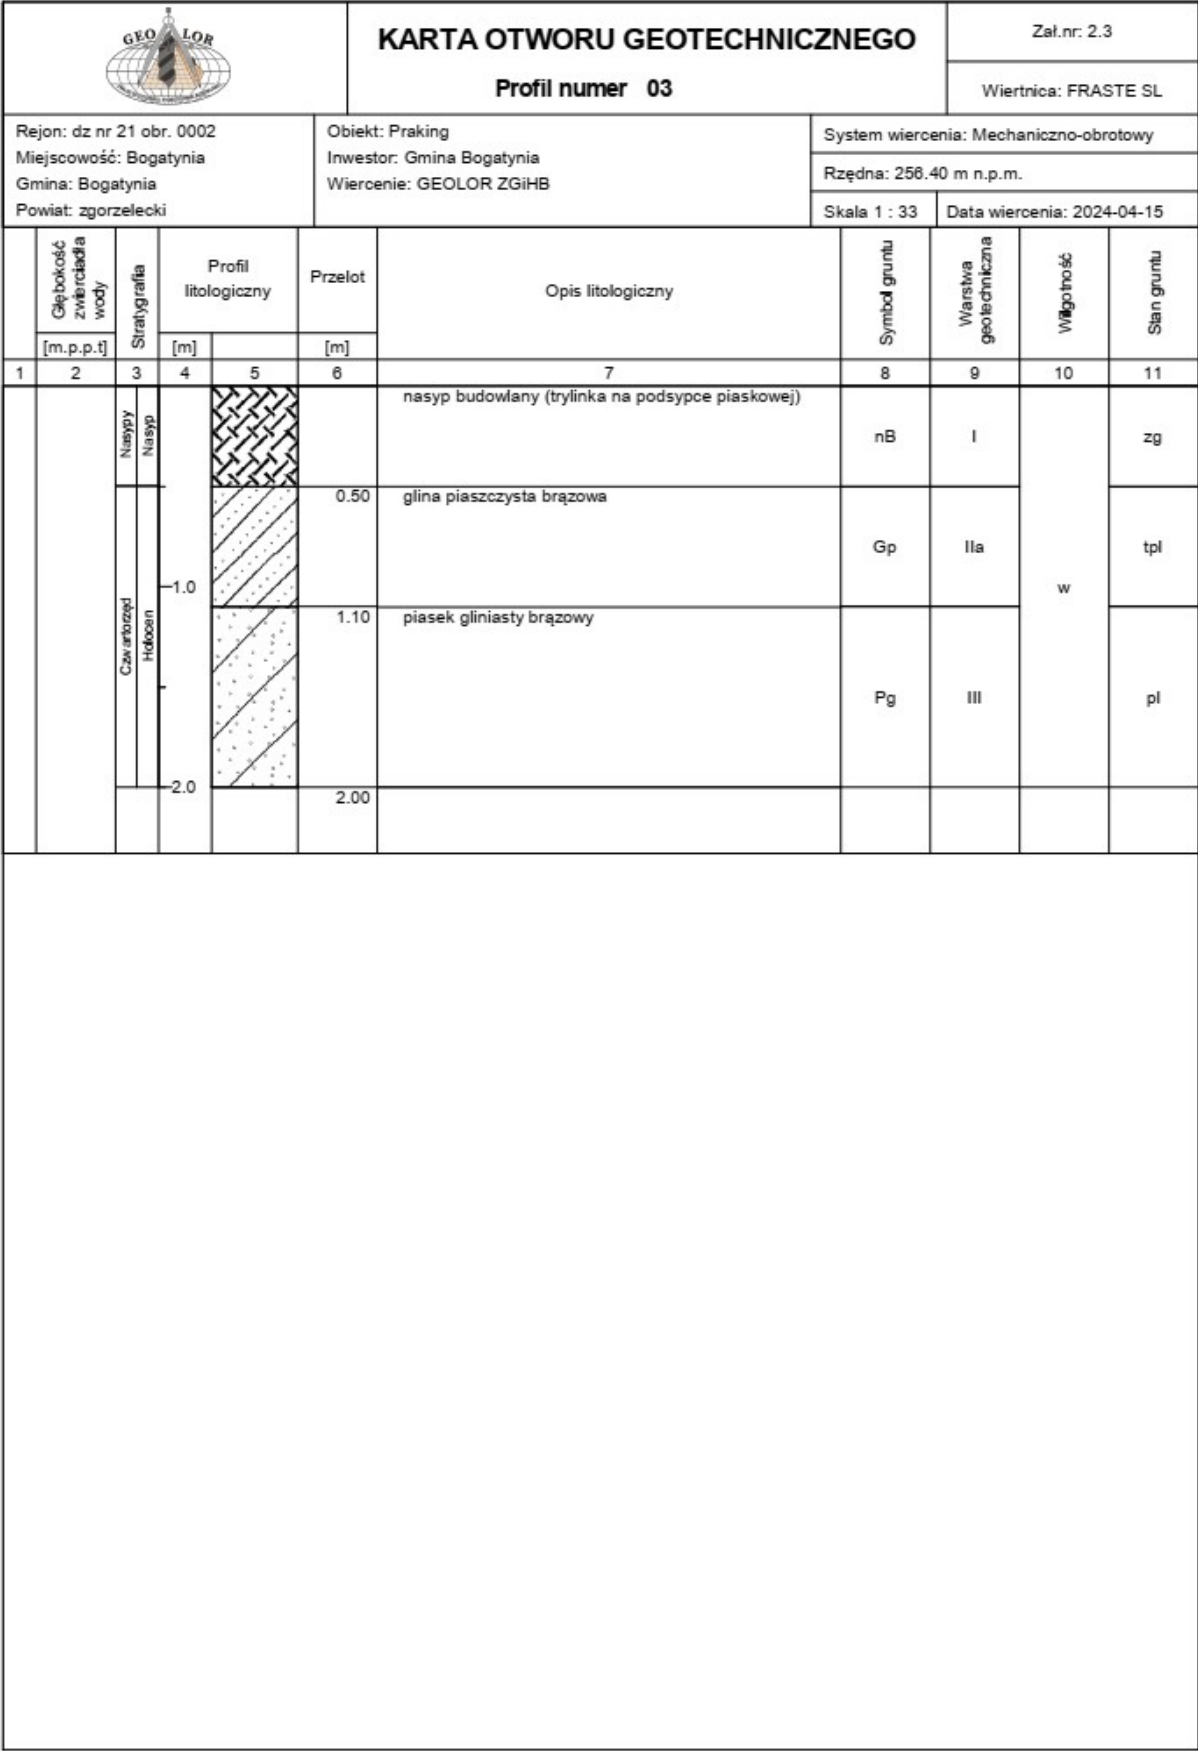 GEO LOR
KARTA OTWORU GEOTECHNICZNEGO
Profil numer 03
Zał.nr: 2.3
Wiertnica: FRASTE SL
Rejon: dz nr 21 obr. 0002
Miejscowość: Bogatynia
Gmina: Bogatynia
Powiat: zgorzelecki
Obiekt: Praking
Inwestor: Gmina Bogatynia
Wiercenie: GEOLOR ZGiHB
System wiercenia: Mechaniczno-obrotowy
Rzędna: 256.40 m n.p.m.
Skala 1 : 33
Data wiercenia: 2024-04-15
Głębokość
zwierciadła
wody
[m.p.p.t]
Stratygrafia
Profil
litologiczny
[m]
Przelot
[m]
Opis litologiczny
Symbol gruntu
Warstwa
geotechniczna
Wilgotność
Stan gruntu
1 2 3 4 5 6 7 8 9 10 11
Nasypy
Nasyp
nasyp budowlany (trylinka na podsypce piaskowej)
nB I zg
0.50 glina piaszczysta brązowa
Gp IIa tpl
1.0
w
Czwartorzęd
Holocen
1.10 piasek gliniasty brązowy
Pg III pl
2.0
2.00